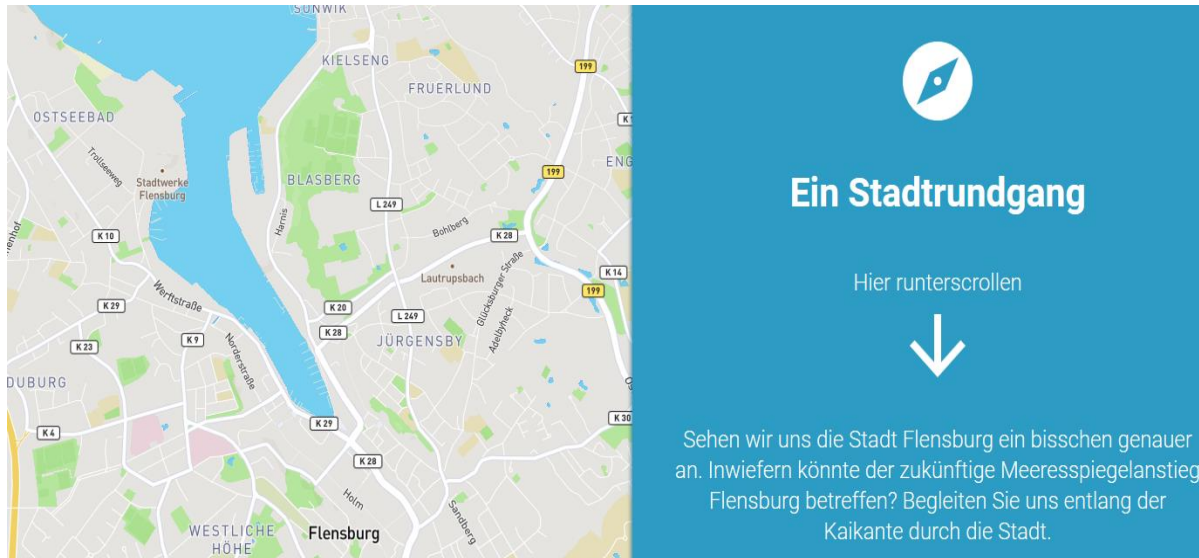 SONWIK
KIELSENG
199
FRUERLUND
OSTSEEBAD
Trollseeweg
Stadtwerke
Flensburg
BLASBERG
199
L 249
Harnis
Bohlberg
K 28
K 10
Lautrupsbach
Glücksburger Straße
K 14
199
Werftstraße
K 29
K 20
L 249
K 28
Adelbyheck
JÜRGENSBY
K 9
Norderstraße
K 23
DUBURG
K 29
K 30
K 4
K 28
Holm
Sandberg
WESTLICHE
HÖHE
Flensburg
Ein Stadtrundgang
Hier runterscrollen
Sehen wir uns die Stadt Flensburg ein bisschen genauer
an. Inwiefern könnte der zukünftige Meeresspiegelanstieg
Flensburg betreffen? Begleiten Sie uns entlang der
Kaikante durch die Stadt.